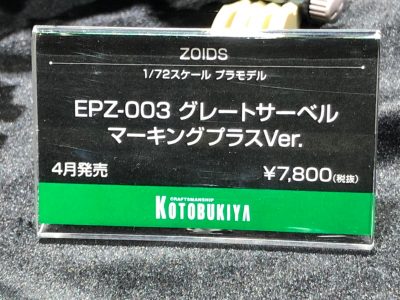 ZOIDS
1/72スケール プラモデル
EPZ-003 グレートサーベル
マーキングプラスVer.
4月発売 ¥7,800(税抜)
CRAFTSMANSHIP
KOTOBUKIYA